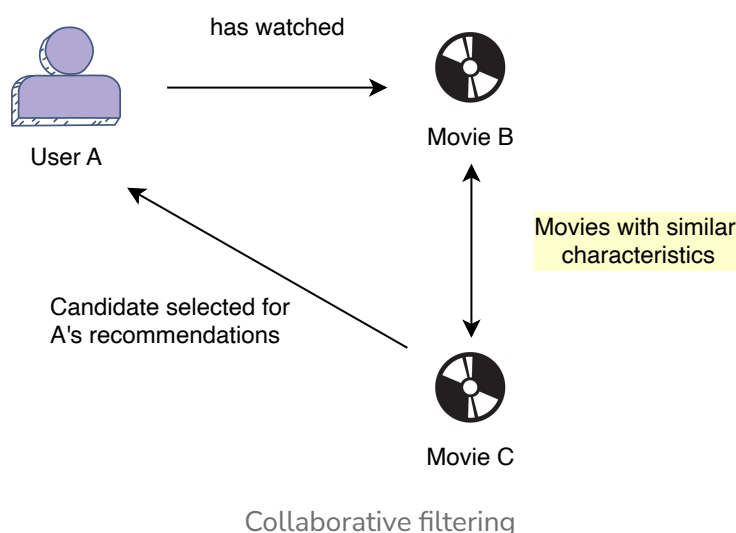 has watched
User A
Movie B
Movies with similar
characteristics
Candidate selected for
A's recommendations
Movie C
Collaborative filtering